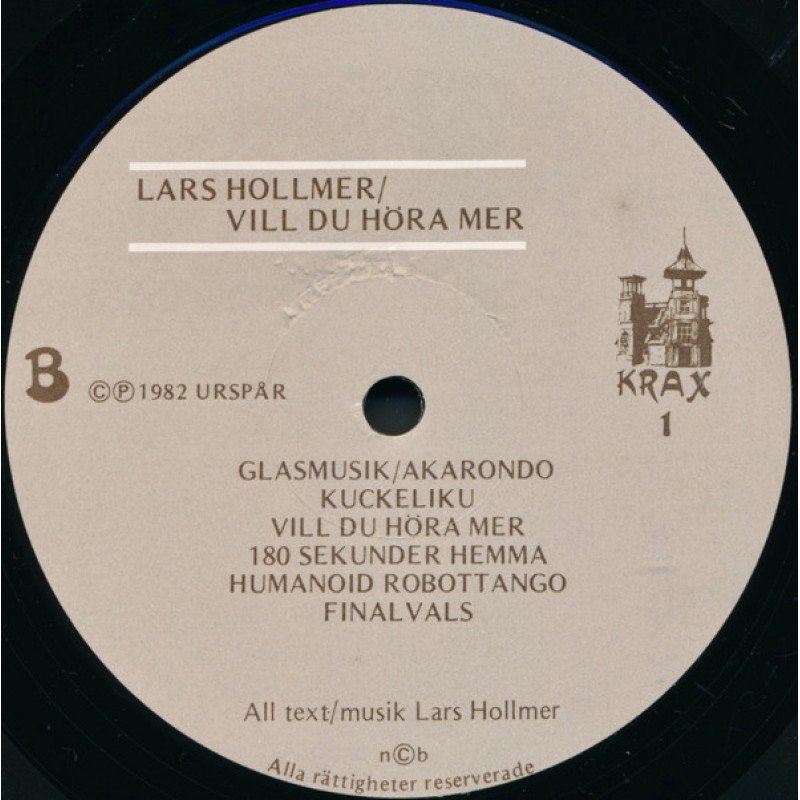 LARS HOLLMER/
VILL DU HÖRA MER
B
©℗1982 URSPÅR
KRAX
1
GLASMUSIK/AKARONDO
KUCKELIKU
VILL DU HÖRA MER
180 SEKUNDER HEMMA
HUMANOID ROBOTTANGO
FINALVALS
All text/musik Lars Hollmer
n©b
Alla rättigheter reserverade